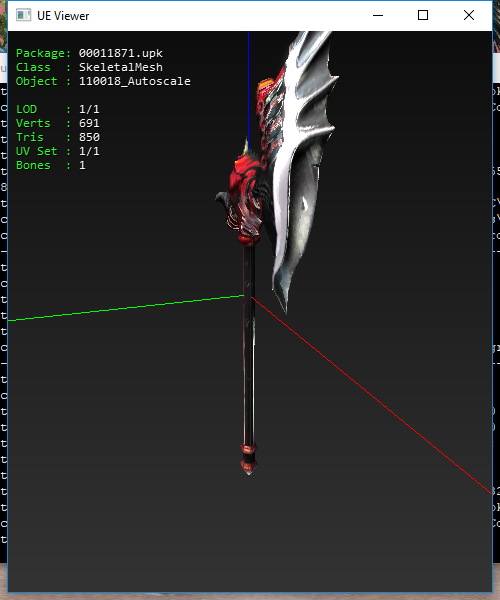 UE Viewer
Package: 00011871.upk
Class : SkeletalMesh
Object : 110018_Autoscale
LOD : 1/1
Verts : 691
Tris : 850
UV Set : 1/1
Bones : 1